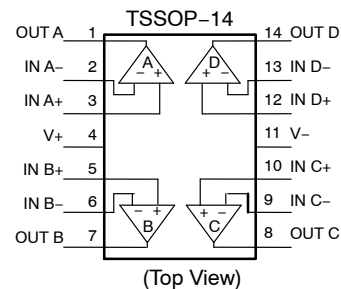 TSSOP−14
OUT A 1 14 OUT D
IN A− 2 A D 13 IN D−
− + + −
IN A+ 3 12 IN D+
V+ 4 11 V−
IN B+ 5 10 IN C+
− + + −
IN B− 6 B C 9 IN C−
OUT B 7 8 OUT C
(Top View)